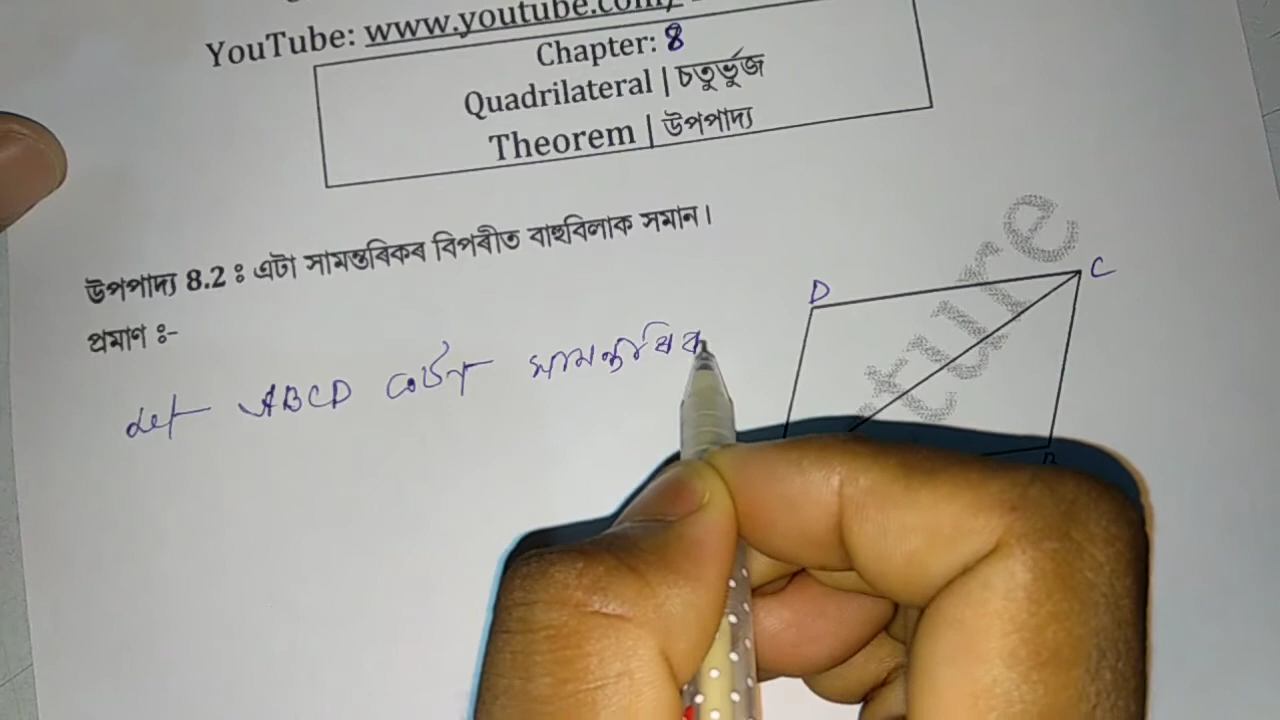 YouTube: www.youtube.com/
Chapter: 8
Quadrilateral | চতুৰ্ভুজ
Theorem | উপপাদ্য
উপপাদ্য 8.2 ঃ এটা সামন্তৰিকৰ বিপৰীত বাহুবিলাক সমান।
প্ৰমাণ ঃ-
D
C
let ABCD এটা সামন্তৰিক
B
cture